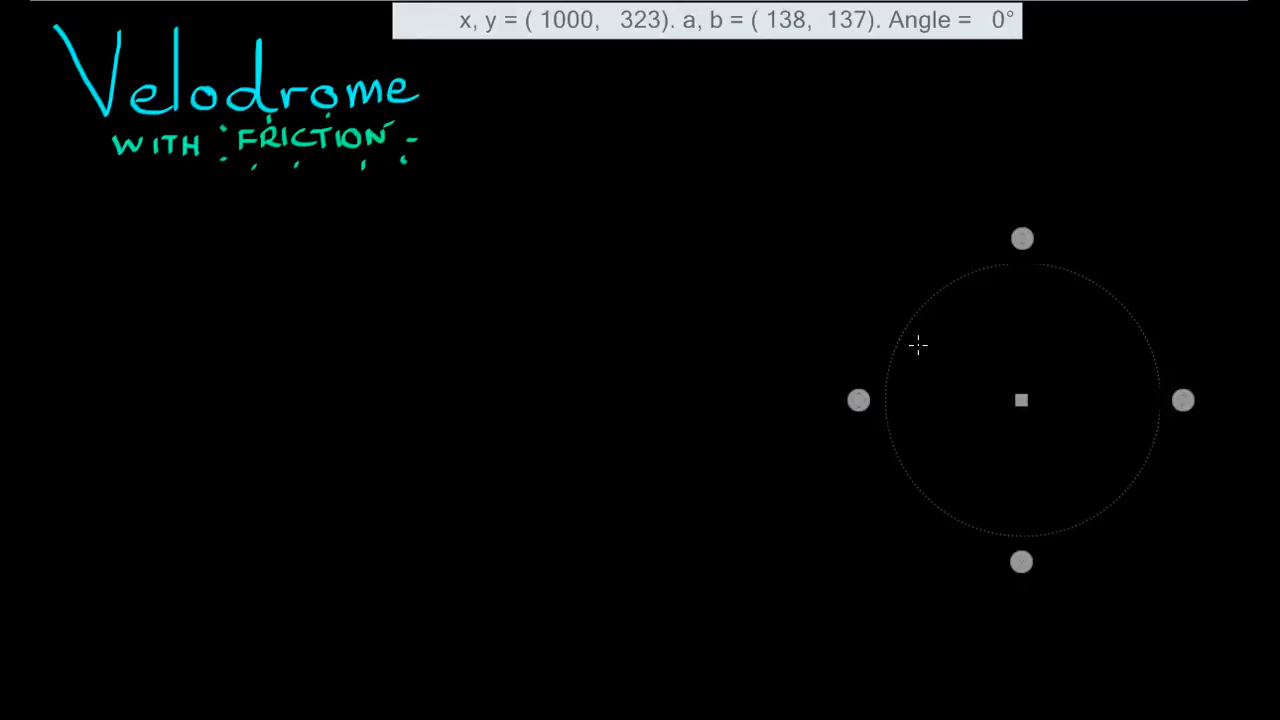 x, y = ( 1000, 323). a, b = ( 138, 137). Angle = 0°
Velodrome
WITH FRICTION